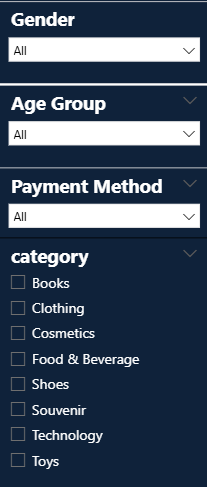 Gender
All
Age Group
All
Payment Method
All
category
Books
Clothing
Cosmetics
Food & Beverage
Shoes
Souvenir
Technology
Toys